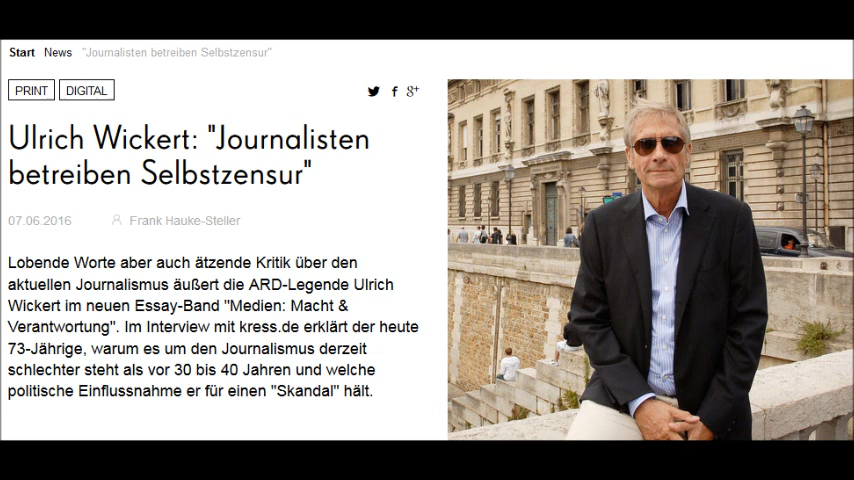 Start News "Journalisten betreiben Selbstzensur"
PRINT DIGITAL
Ulrich Wickert: "Journalisten
betreiben Selbstzensur"
07.06.2016 Frank Hauke-Steller
Lobende Worte aber auch ätzende Kritik über den
aktuellen Journalismus äußert die ARD-Legende Ulrich
Wickert im neuen Essay-Band "Medien: Macht &
Verantwortung". Im Interview mit kress.de erklärt der heute
73-Jährige, warum es um den Journalismus derzeit
schlechter steht als vor 30 bis 40 Jahren und welche
politische Einflussnahme er für einen "Skandal" hält.